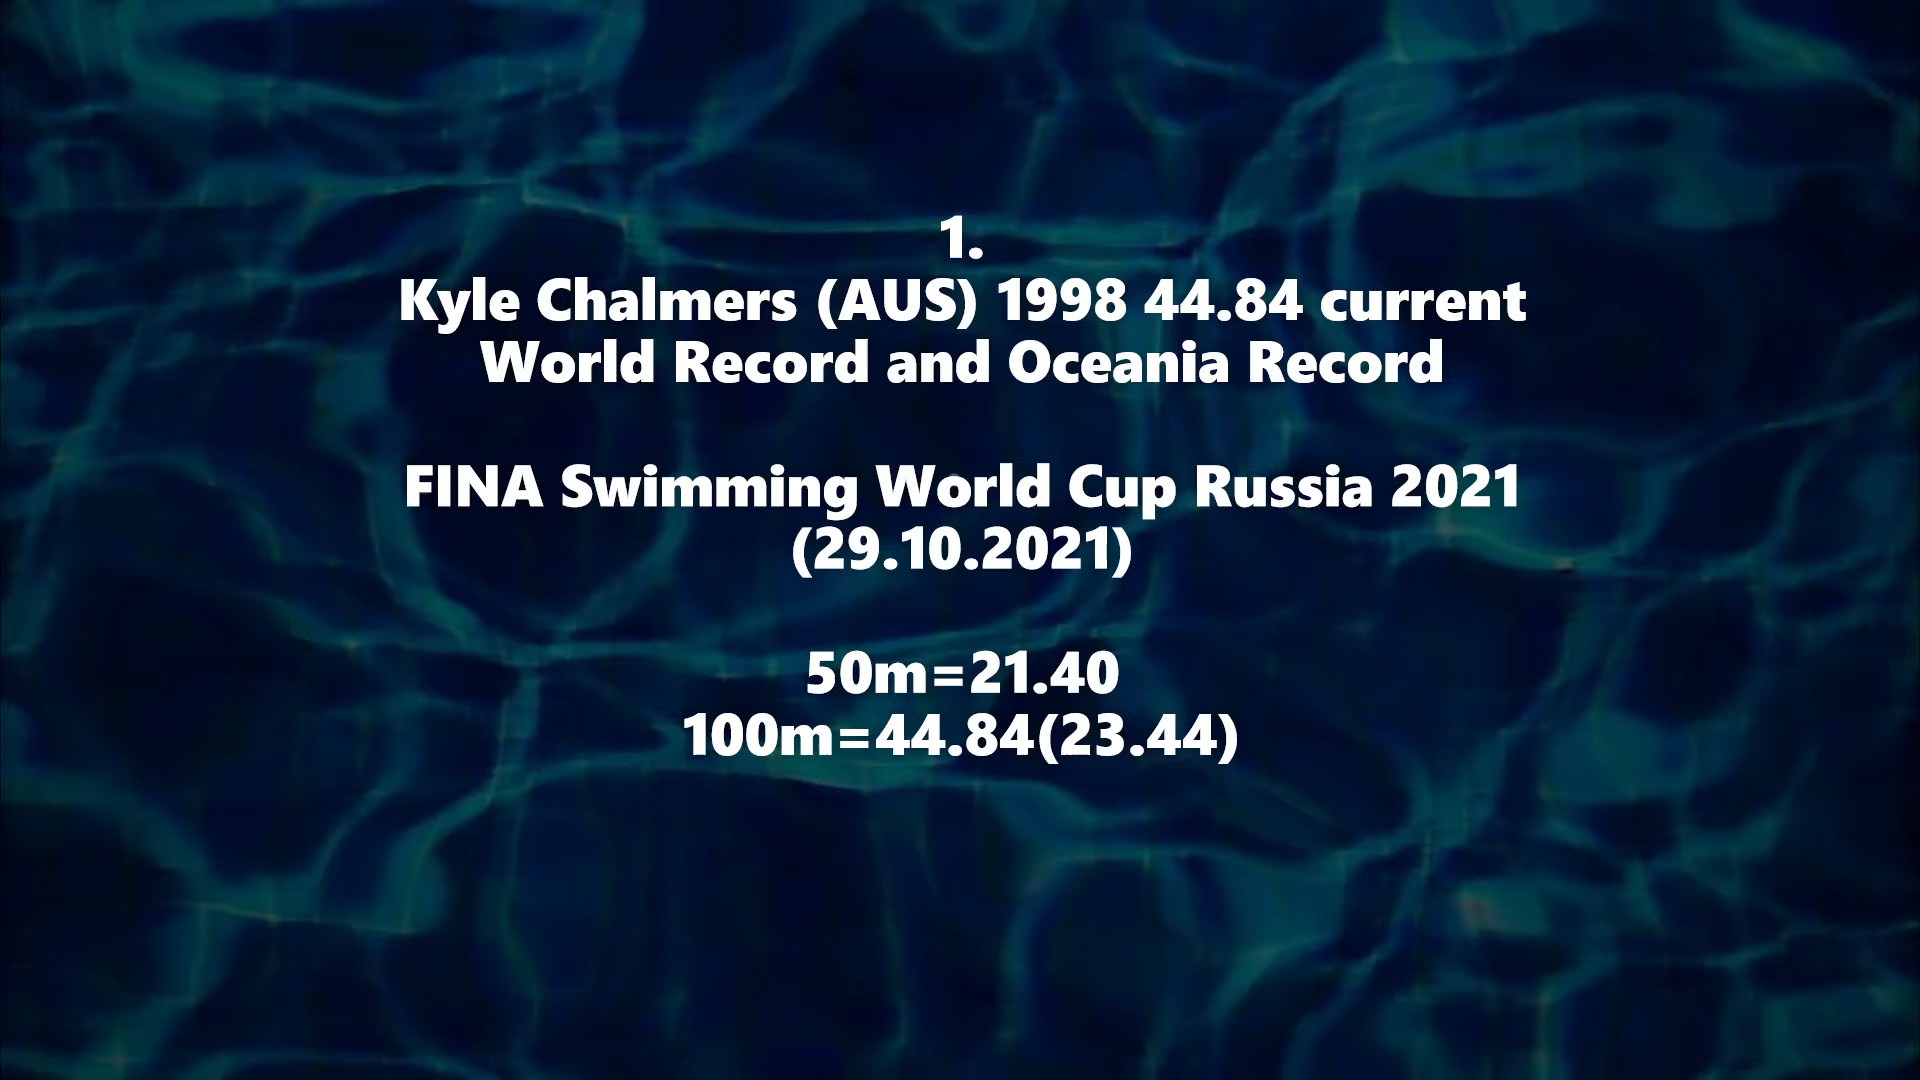 1.
Kyle Chalmers (AUS) 1998 44.84 current
World Record and Oceania Record
FINA Swimming World Cup Russia 2021
(29.10.2021)
50m=21.40
100m=44.84(23.44)